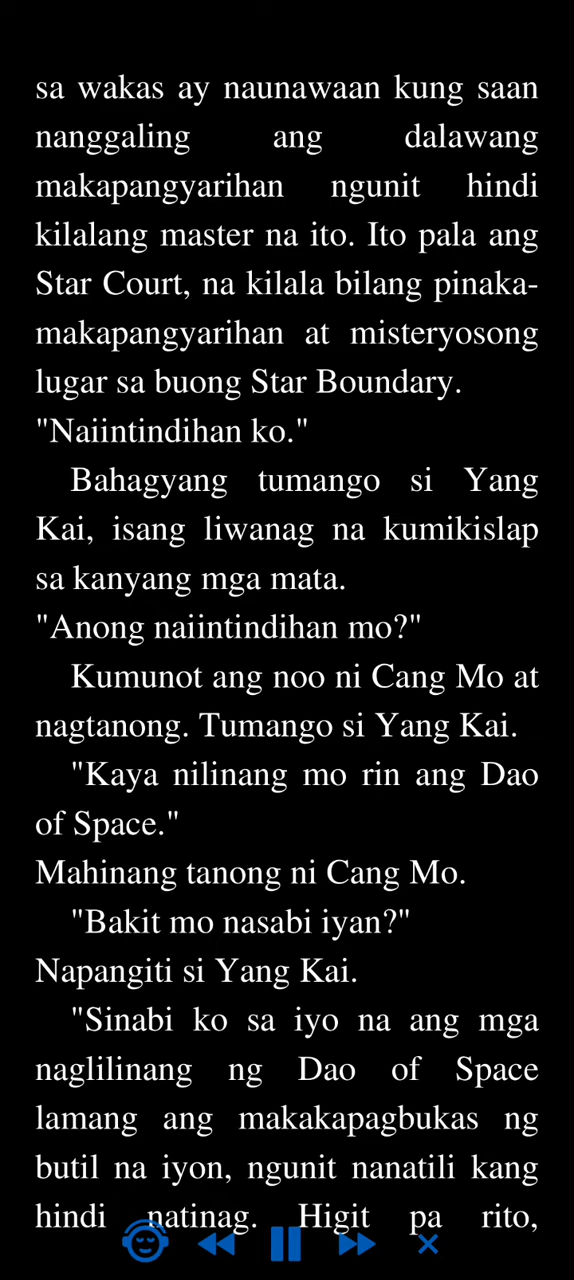 sa wakas ay naunawaan kung saan
nanggaling ang dalawang
makapangyarihan ngunit hindi
kilalang master na ito. Ito pala ang
Star Court, na kilala bilang pinaka-
makapangyarihan at misteryosong
lugar sa buong Star Boundary.
"Naiintindihan ko."
Bahagyang tumango si Yang
Kai, isang liwanag na kumikislap
sa kanyang mga mata.
"Anong naiintindihan mo?"
Kumunot ang noo ni Cang Mo at
nagtanong. Tumango si Yang Kai.
"Kaya nilinang mo rin ang Dao
of Space."
Mahinang tanong ni Cang Mo.
"Bakit mo nasabi iyan?"
Napangiti si Yang Kai.
"Sinabi ko sa iyo na ang mga
naglilinang ng Dao of Space
lamang ang makakapagbukas ng
butil na iyon, ngunit nanatili kang
hindi natinag. Higit pa rito,